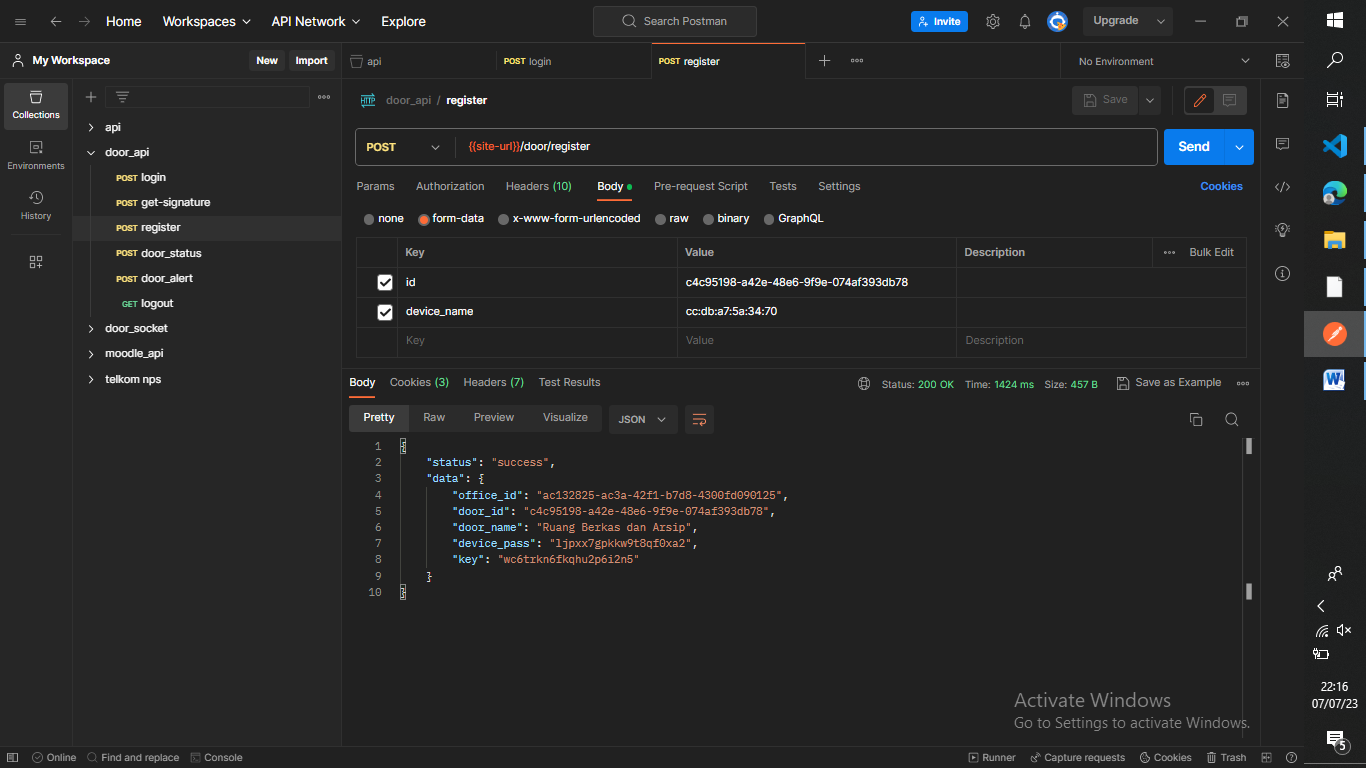 Home Workspaces API Network Explore Search Postman Invite Upgrade
My Workspace New Import api POST login POST register No Environment
Collections
Environments
History
api
door_api
POST login
POST get-signature
POST register
POST door_status
POST door_alert
GET logout
door_socket
moodle_api
telkom nps
HTTP door_api / register Save
POST {{site-url}}/door/register Send
Params Authorization Headers (10) Body Pre-request Script Tests Settings Cookies
none form-data x-www-form-urlencoded raw binary GraphQL
Key Value Description Bulk Edit
id c4c95198-a42e-48e6-9f9e-074af393db78
device_name cc:db:a7:5a:34:70
Key Value Description
Body Cookies (3) Headers (7) Test Results Status: 200 OK Time: 1424 ms Size: 457 B Save as Example
Pretty Raw Preview Visualize JSON
1 {
2 "status": "success",
3 "data": {
4 "office_id": "ac132825-ac3a-42f1-b7d8-4300fd090125",
5 "door_id": "c4c95198-a42e-48e6-9f9e-074af393db78",
6 "door_name": "Ruang Berkas dan Arsip",
7 "device_pass": "ljpxx7gpkkw9t8qf0xa2",
8 "key": "wc6trkn6fkqhu2p6i2n5"
9 }
10 }
Activate Windows
Go to Settings to activate Windows.
Online Find and replace Console Runner Capture requests Cookies Trash
22:16
07/07/23
5